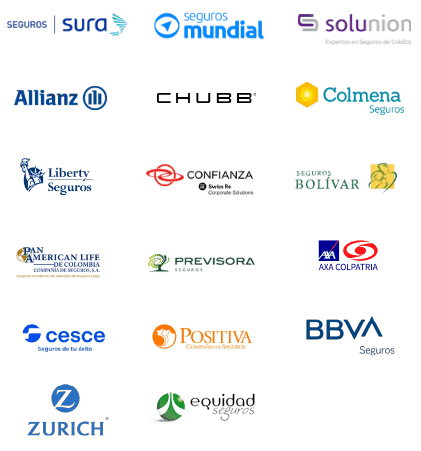 SEGUROS sura
seguros
mundial
solunion
Expertos en Seguros de Crédito
Allianz
CHUBB®
Colmena
Seguros
Liberty
Seguros
CONFIANZA
Swiss Re
Corporate Solutions
SEGUROS
BOLÍVAR
PAN
AMERICAN LIFE
DE COLOMBIA
COMPAÑÍA DE SEGUROS, S.A.
PREVISORA
SEGUROS
AXA
AXA COLPATRIA
cesce
Seguros de tu éxito
POSITIVA
COMPAÑÍA DE SEGUROS
BBVA
Seguros
Z
ZURICH®
equidad
seguros